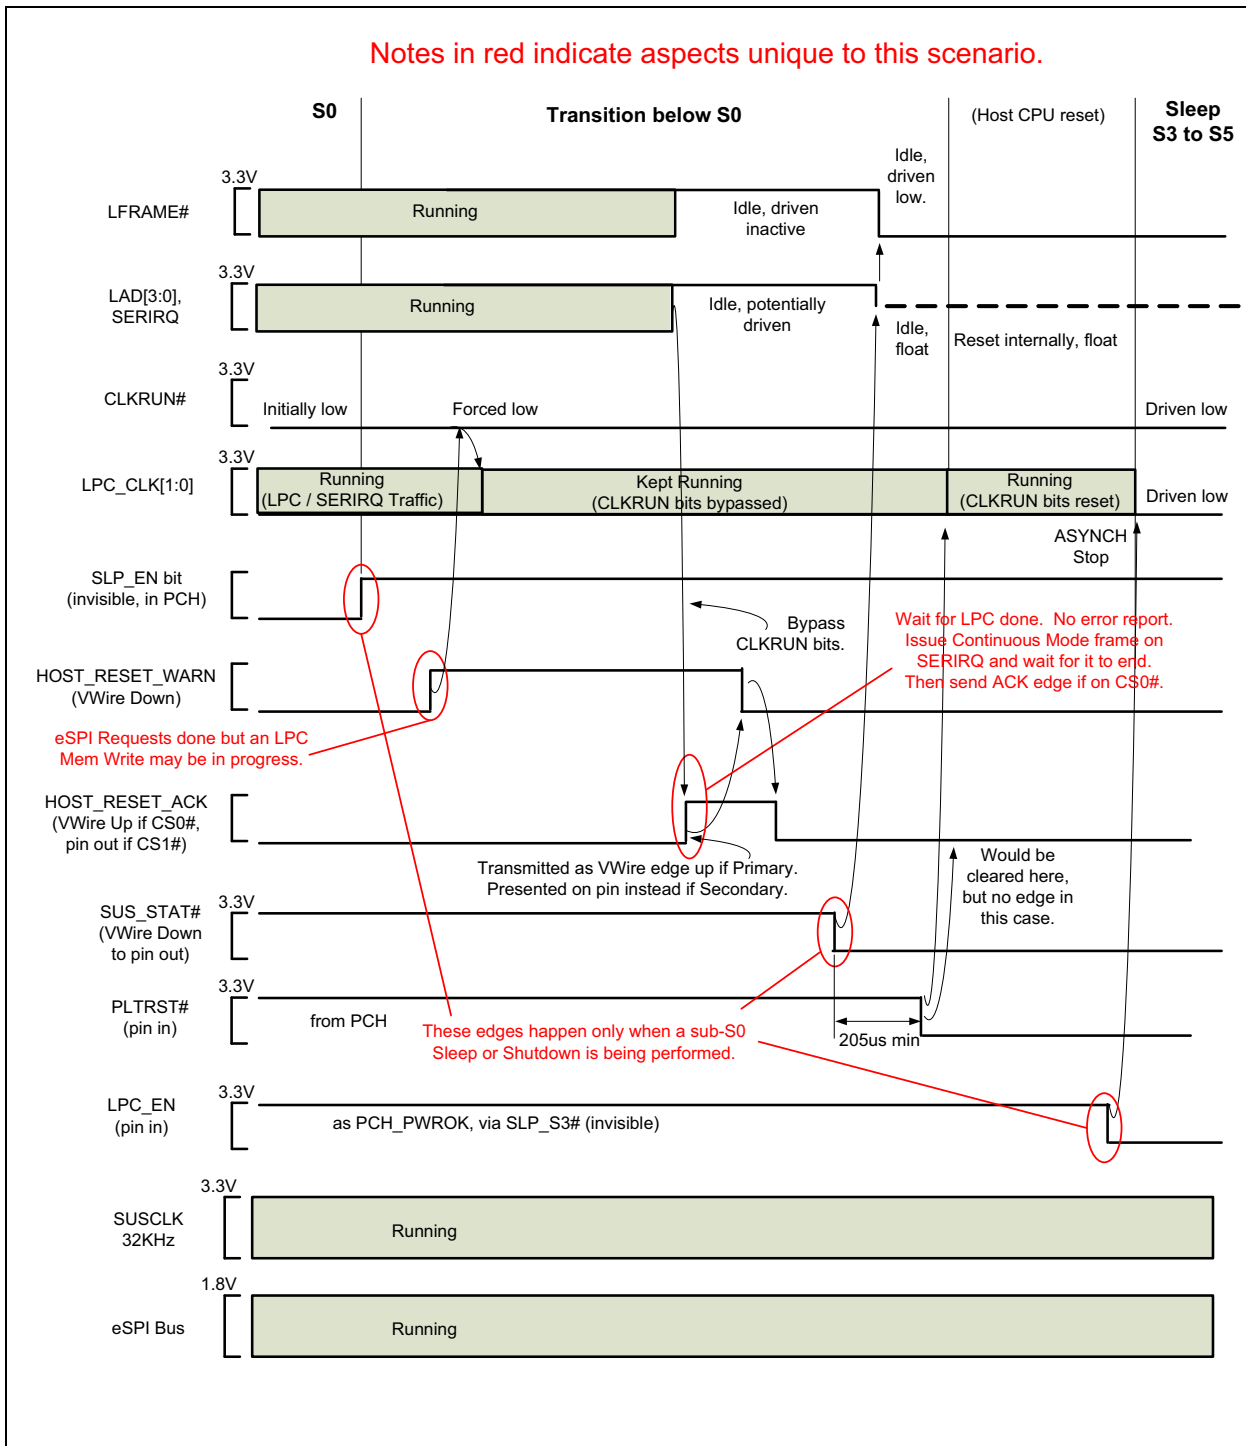 Notes in red indicate aspects unique to this scenario.
S0
Transition below S0
(Host CPU reset)
Sleep
S3 to S5
3.3V
LFRAME#
Running
Idle, driven
inactive
Idle,
driven
low.
3.3V
LAD[3:0],
SERIRQ
Running
Idle, potentially
driven
Idle,
float
Reset internally, float
3.3V
CLKRUN#
Initially low
Forced low
Driven low
3.3V
LPC_CLK[1:0]
Running
(LPC / SERIRQ Traffic)
Kept Running
(CLKRUN bits bypassed)
Running
(CLKRUN bits reset)
Driven low
ASYNCH
Stop
SLP_EN bit
(invisible, in PCH)
Bypass
CLKRUN bits.
Wait for LPC done.  No error report.
Issue Continuous Mode frame on
SERIRQ and wait for it to end.
Then send ACK edge if on CS0#.
HOST_RESET_WARN
(VWire Down)
eSPI Requests done but an LPC
Mem Write may be in progress.
HOST_RESET_ACK
(VWire Up if CS0#,
pin out if CS1#)
Transmitted as VWire edge up if Primary.
Presented on pin instead if Secondary.
Would be
cleared here,
but no edge in
this case.
3.3V
SUS_STAT#
(VWire Down
to pin out)
3.3V
PLTRST#
(pin in)
from PCH
These edges happen only when a sub-S0
Sleep or Shutdown is being performed.
205us min
3.3V
LPC_EN
(pin in)
as PCH_PWROK, via SLP_S3# (invisible)
3.3V
SUSCLK
32KHz
Running
1.8V
eSPI Bus
Running